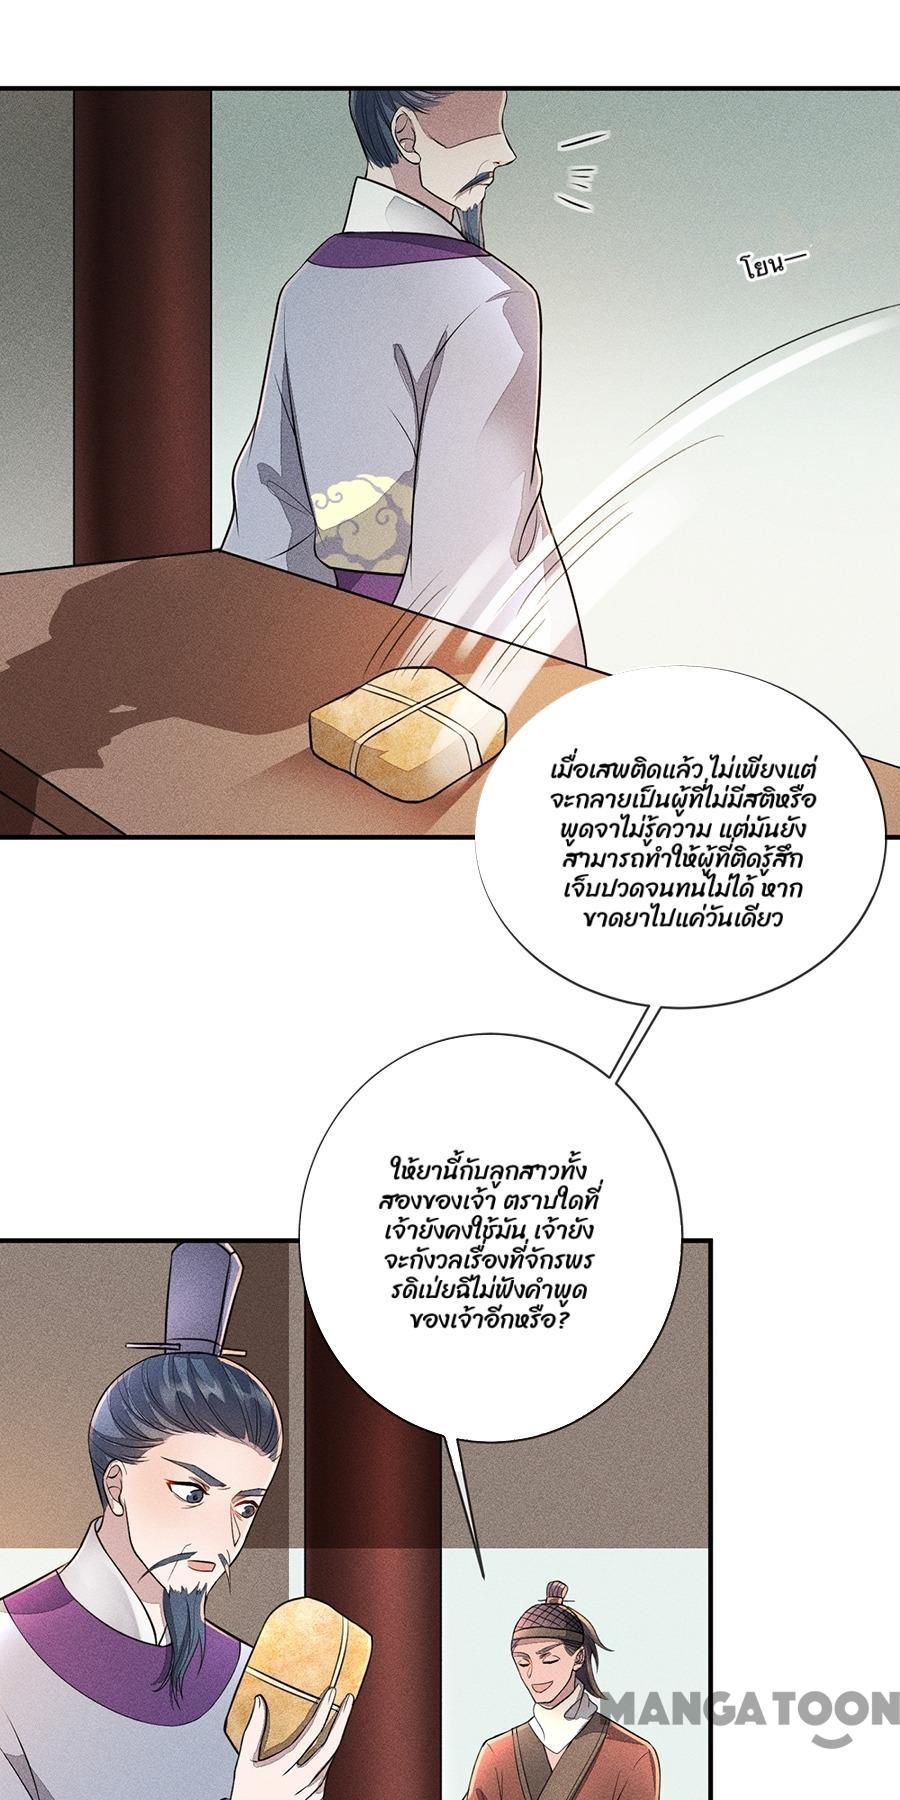 โยน—
เมื่อเสพติดแล้ว ไม่เพียงแต่
จะกลายเป็นผู้ที่ไม่มีสติหรือ
พูดจาไม่รู้ความ แต่มันยัง
สามารถทำให้ผู้ที่ติดรู้สึก
เจ็บปวดจนทนไม่ได้ หาก
ขาดยาไปแค่วันเดียว
ให้ยานี้กับลูกสาวทั้ง
สองของเจ้า ตราบใดที่
เจ้ายังคงใช้มัน เจ้ายัง
จะกังวลเรื่องที่จักรพร
รดิเป่ยฉีไม่ฟังคำพูด
ของเจ้าอีกหรือ?
MANGATOON